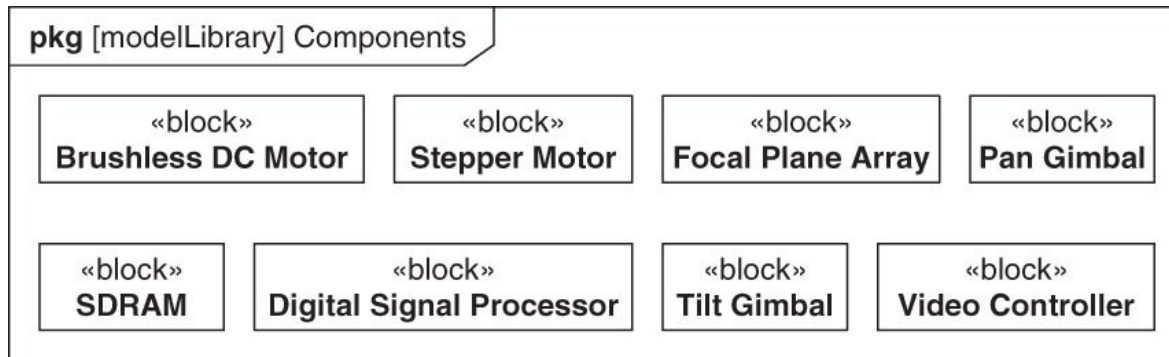 pkg [modelLibrary] Components
«block» «block» «block» «block»
Brushless DC Motor Stepper Motor Focal Plane Array Pan Gimbal
«block» «block» «block» «block»
SDRAM Digital Signal Processor Tilt Gimbal Video Controller